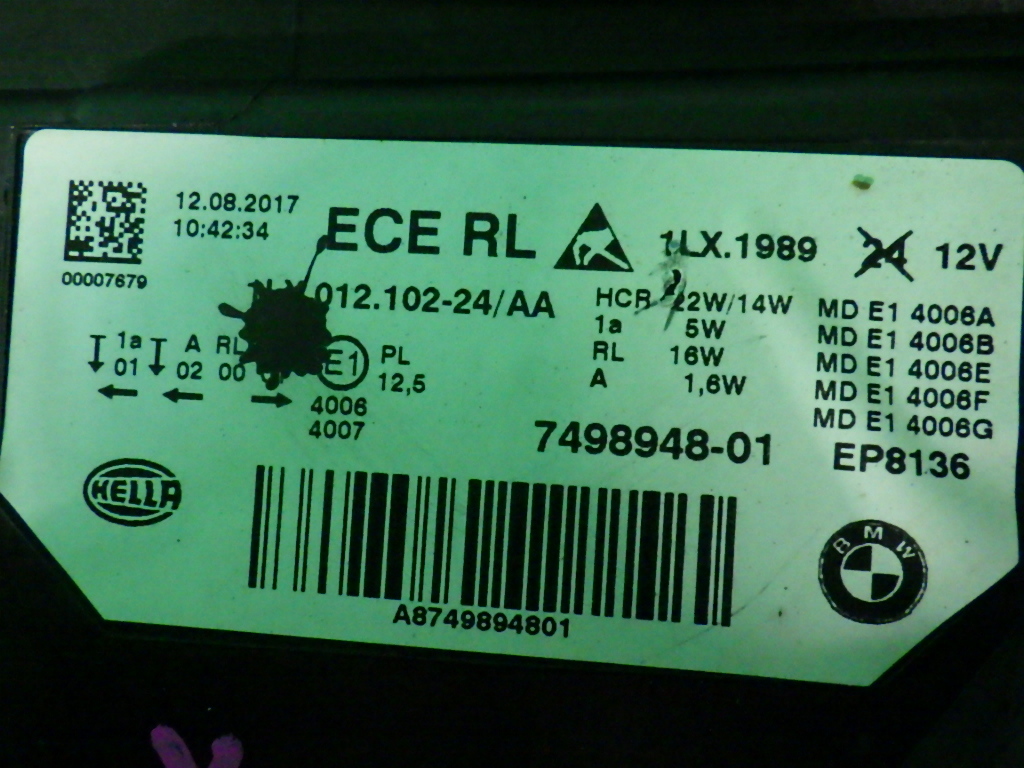 12.08.2017
10:42:34
00007679
ECE RL
1LX.1989
24 12V
012.102-24/AA
HCR 22W/14W
1a 5W
RL 16W
A 1,6W
MD E1 4006A
MD E1 4006B
MD E1 4006E
MD E1 4006F
MD E1 4006G
1a A RL
01 02 00
E1
PL
12,5
4006
4007
7498948-01
EP8136
HELLA
A8749894801
BMW